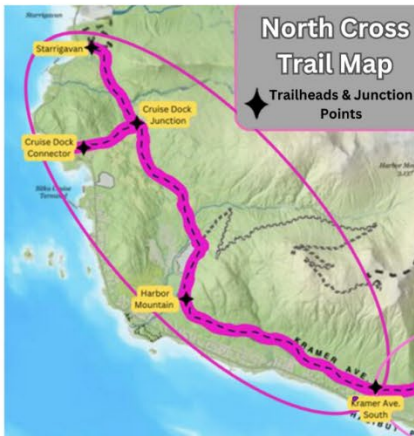 North Cross
Trail Map
Trailheads & Junction
Points
Starrigavan
Starrigavan
Cruise Dock
Junction
Cruise Dock
Connector
Harbor
Mountain
KRAMER AVE.
Kramer Ave.
South